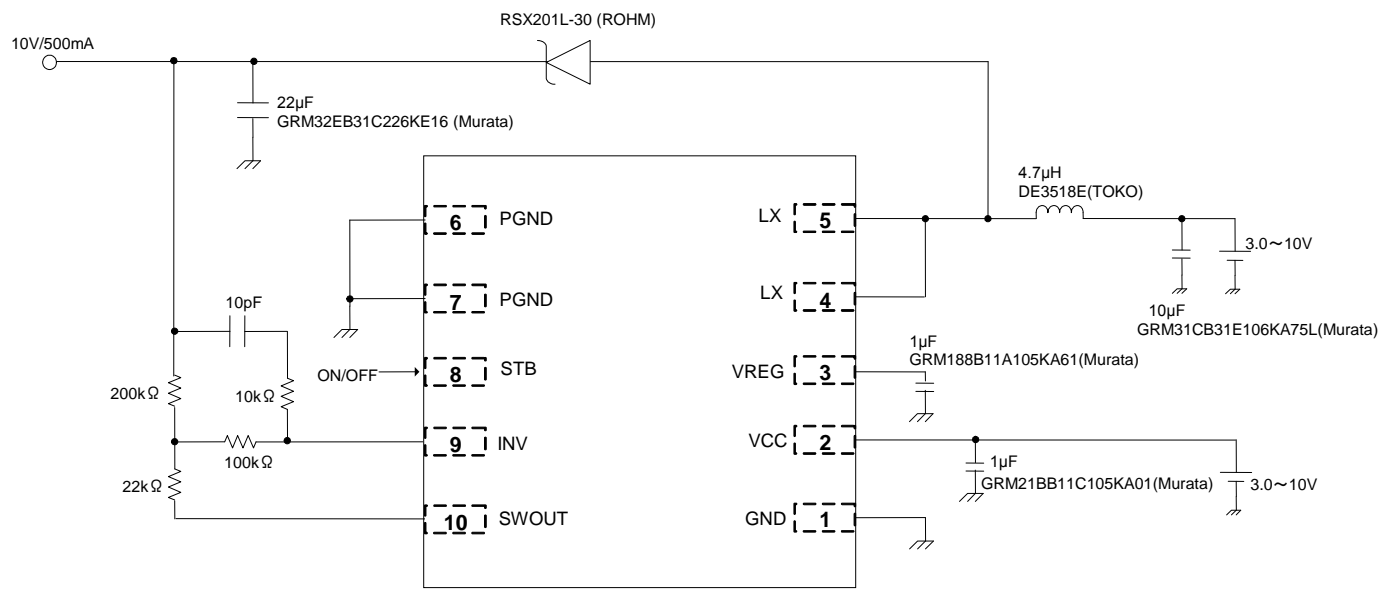 RSX201L-30 (ROHM)
10V/500mA
22µF
GRM32EB31C226KE16 (Murata)
4.7µH
DE3518E(TOKO)
6 PGND
LX 5
3.0～10V
7 PGND
LX 4
10pF
10µF
GRM31CB31E106KA75L(Murata)
1µF
GRM188B11A105KA61(Murata)
ON/OFF
8 STB
VREG 3
200kΩ
10kΩ
9 INV
VCC 2
100kΩ
1µF
GRM21BB11C105KA01(Murata)
3.0～10V
22kΩ
10 SWOUT
GND 1